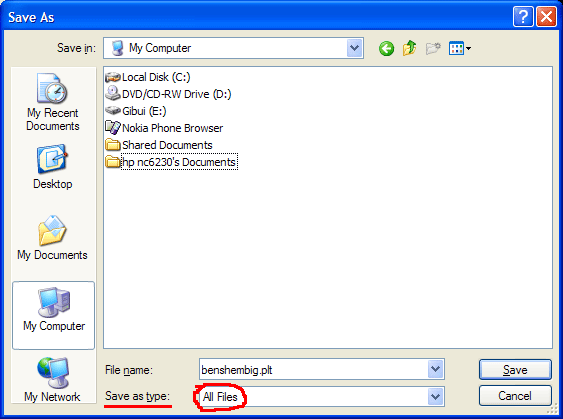 Save As
Save in: My Computer
My Recent
Documents
Desktop
My Documents
My Computer
My Network
Local Disk (C:)
DVD/CD-RW Drive (D:)
Gibui (E:)
Nokia Phone Browser
Shared Documents
hp nc6230's Documents
File name: benshembig.plt Save
Save as type: All Files Cancel